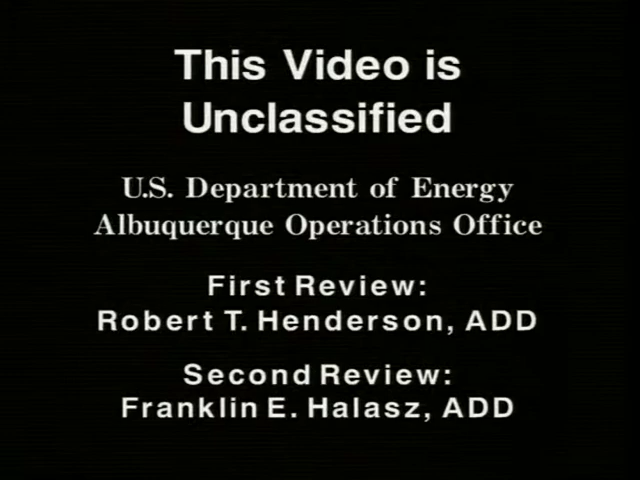 This Video is
Unclassified
U.S. Department of Energy
Albuquerque Operations Office
First Review:
Robert T. Henderson, ADD
Second Review:
Franklin E. Halasz, ADD